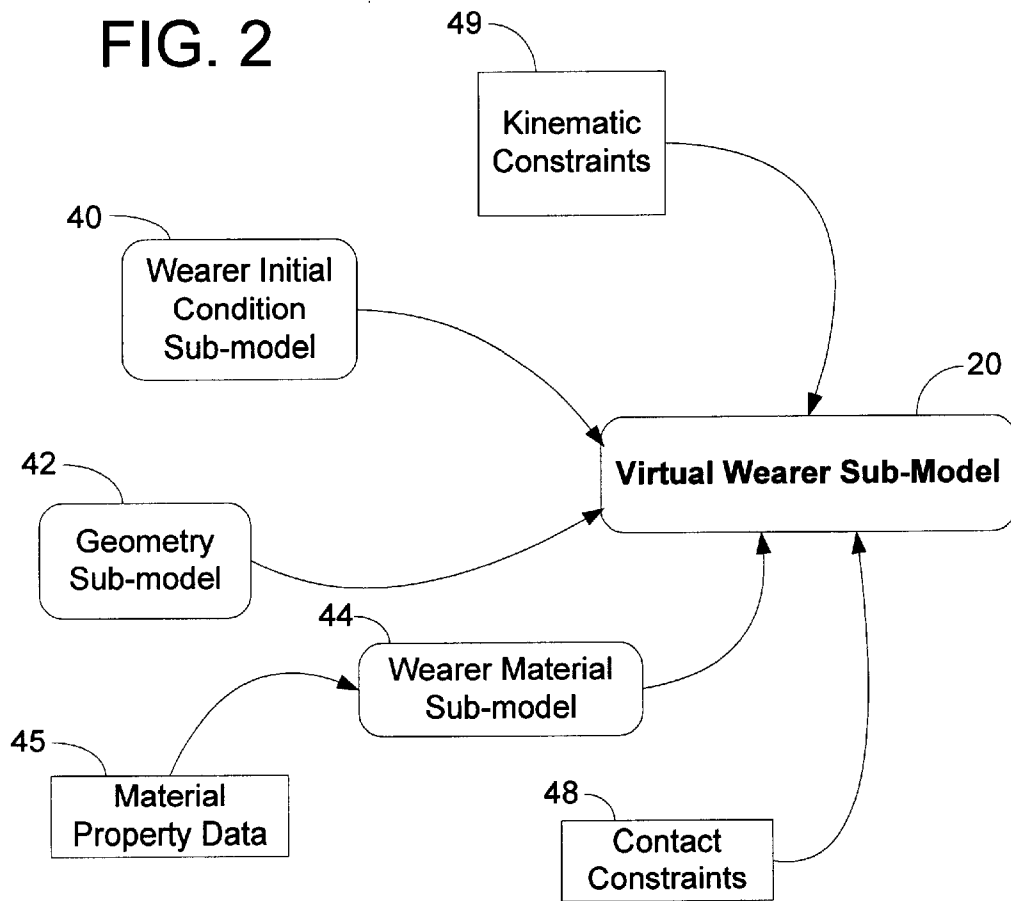 FIG. 2
49
Kinematic
Constraints
40
Wearer Initial
Condition
Sub-model
20
Virtual Wearer Sub-Model
42
Geometry
Sub-model
44
Wearer Material
Sub-model
45
Material
Property Data
48
Contact
Constraints